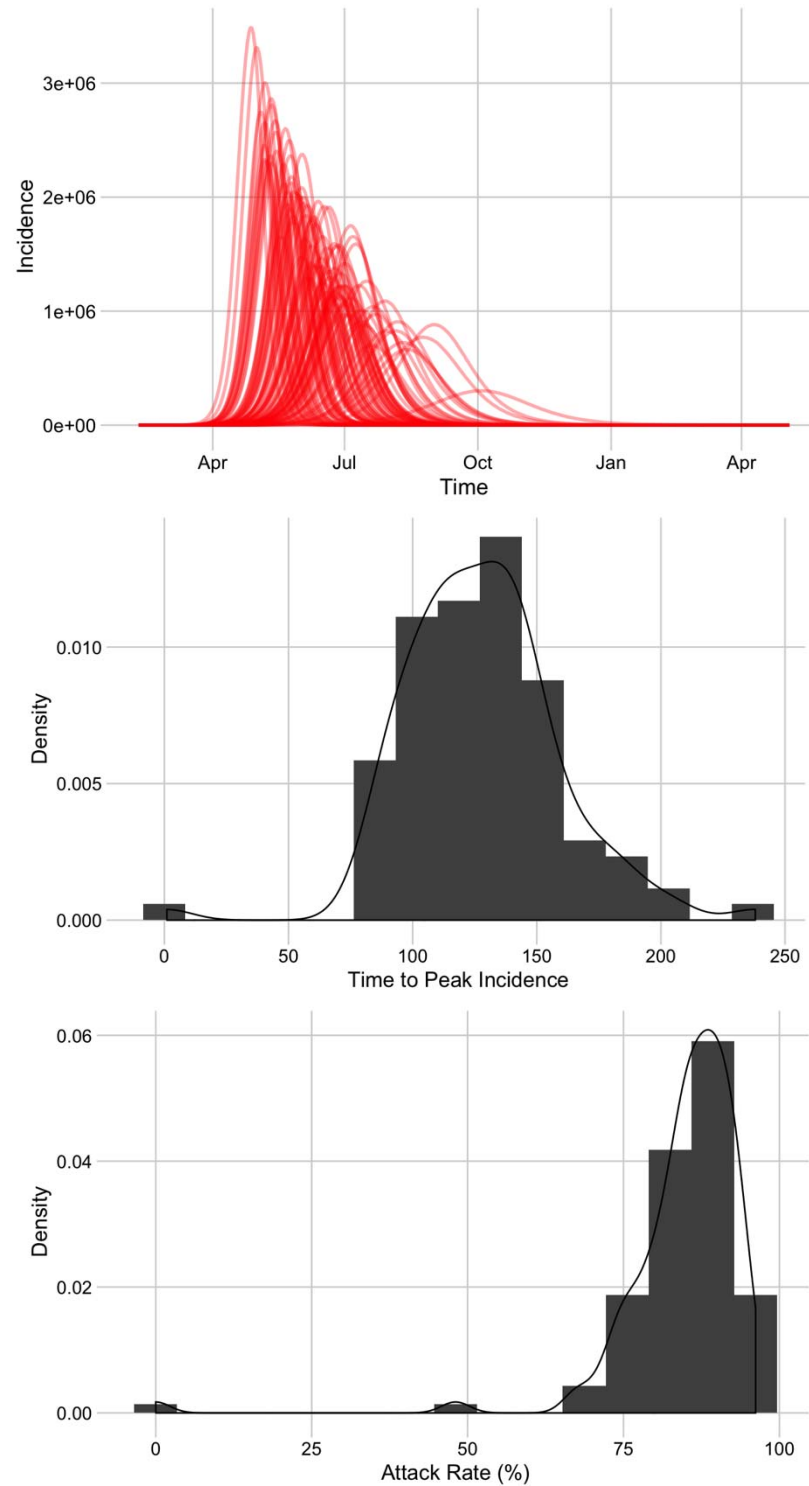 3e+06
2e+06
1e+06
0e+00
Incidence
Apr Jul Oct Jan Apr
Time
0.010
0.005
0.000
Density
0 50 100 150 200 250
Time to Peak Incidence
0.06
0.04
0.02
0.00
Density
0 25 50 75 100
Attack Rate (%)